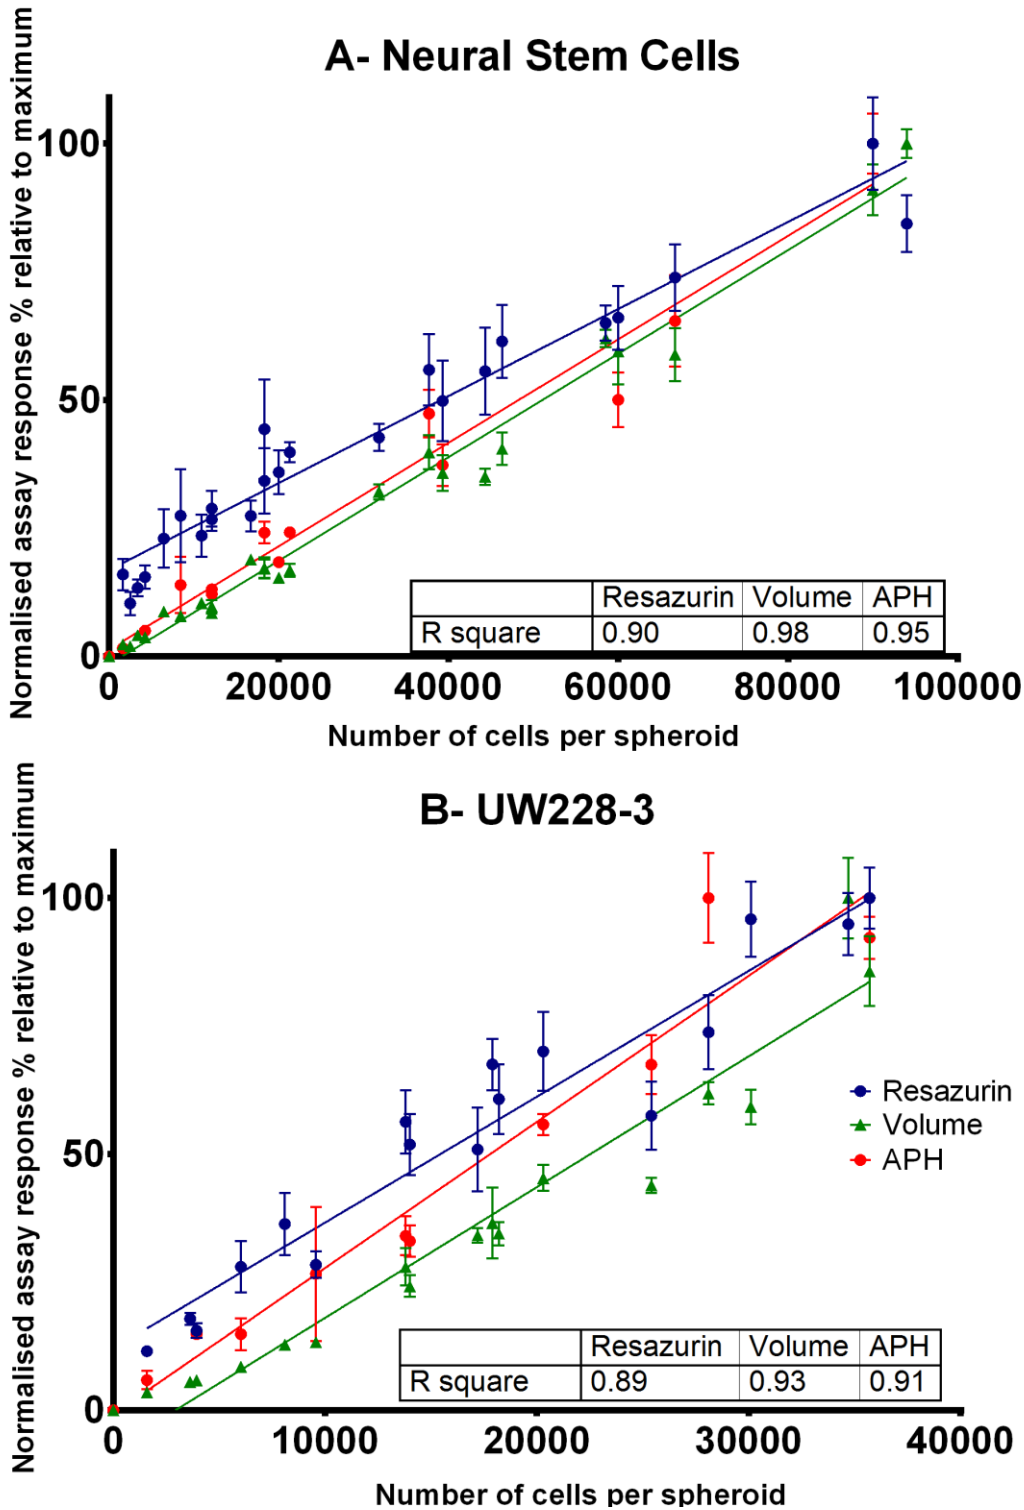 A- Neural Stem Cells
Normalised assay response % relative to maximum
100
50
0
Resazurin Volume APH
R square 0.90 0.98 0.95
0 20000 40000 60000 80000 100000
Number of cells per spheroid
B- UW228-3
Normalised assay response % relative to maximum
100
50
0
Resazurin
Volume
APH
Resazurin Volume APH
R square 0.89 0.93 0.91
0 10000 20000 30000 40000
Number of cells per spheroid